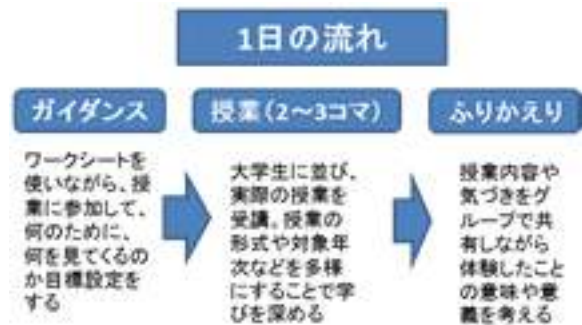 1日の流れ
ガイダンス
ワークシートを
使いながら、授
業に参加して、
何のために、
何を見てくるの
か目標設定を
する
授業(2~3コマ)
大学生に並び、
実際の授業を
受講。授業の
形式や対象年
次などを多様
にすることで学
びを深める
ふりかえり
授業内容や
気づきをグ
ループで共
有しながら
体験したこと
の意味や意
義を考える